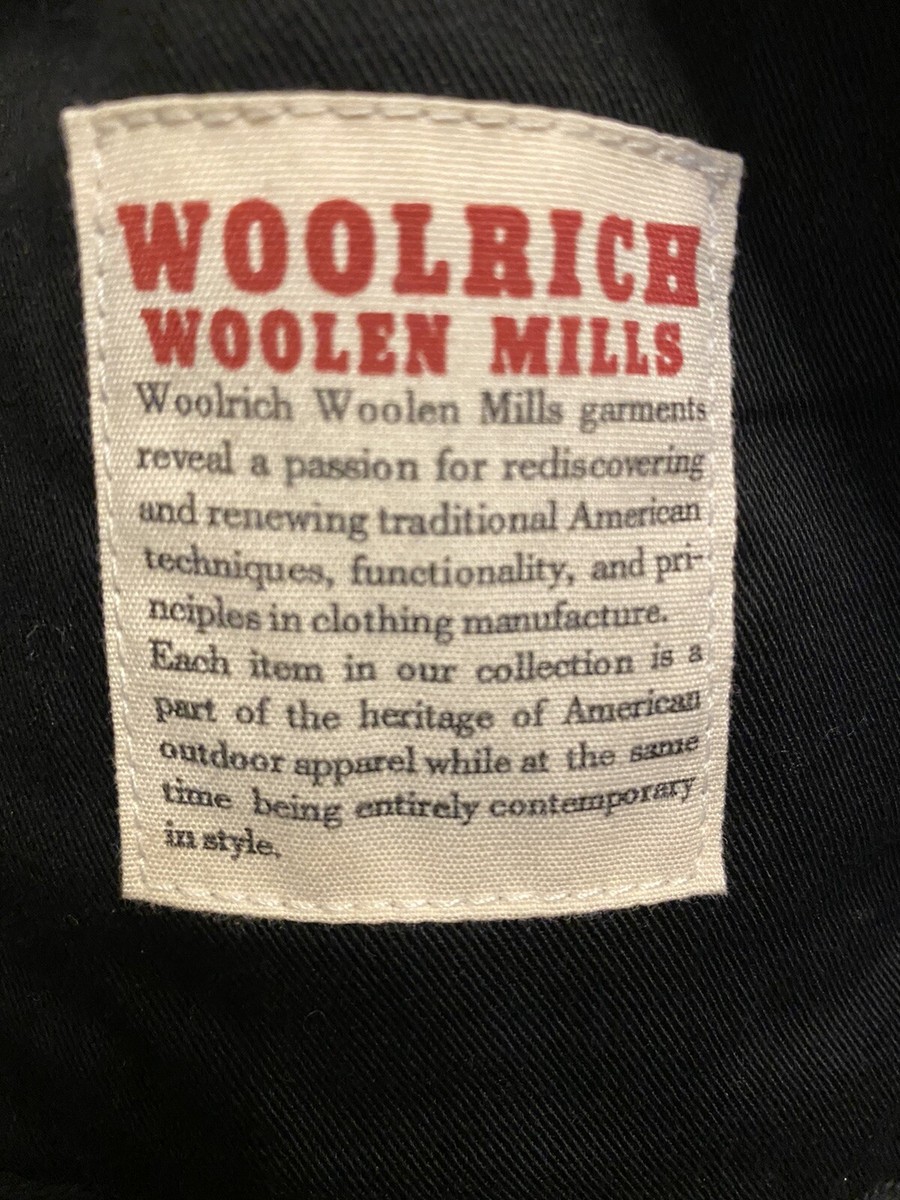 WOOLRICH
WOOLEN MILLS
Woolrich Woolen Mills garments
reveal a passion for rediscovering
and renewing traditional American
techniques, functionality, and pri-
nciples in clothing manufacture.
Each item in our collection is a
part of the heritage of American
outdoor apparel while at the same
time being entirely contemporary
in style.